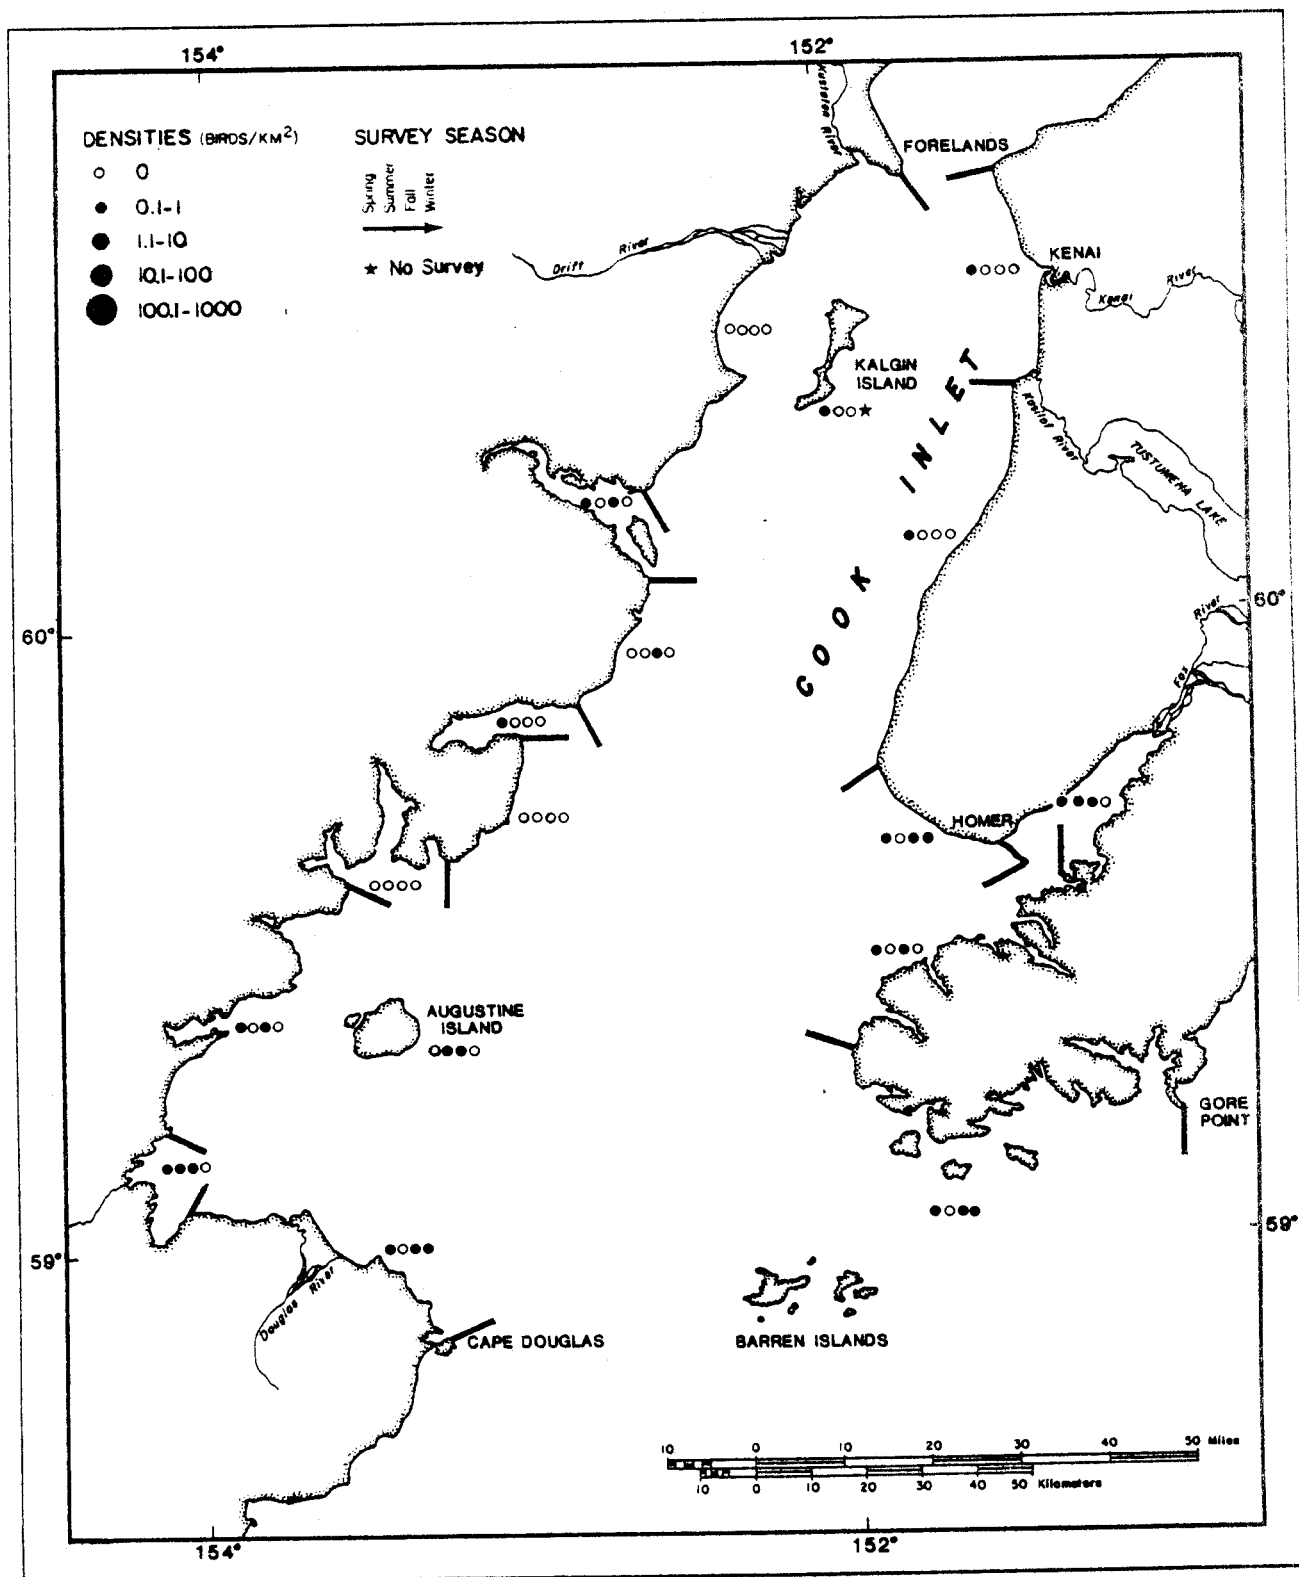 154°
152°
DENSITIES (BIRDS/KM²)
0
0.1-1
1.1-10
10.1-100
100.1-1000
SURVEY SEASON
Spring
Summer
Fall
Winter
★ No Survey
River
FORELANDS
Drift River
KENAI
Kenai River
KALGIN
ISLAND
★
COOK INLET
Kasilof River
TUSTUMENA LAKE
60°
60°
Fox River
HOMER
AUGUSTINE
ISLAND
GORE
POINT
59°
59°
Douglas River
CAPE DOUGLAS
BARREN ISLANDS
10 0 10 20 30 40 50 Miles
10 0 10 20 30 40 50 Kilometers
154°
152°